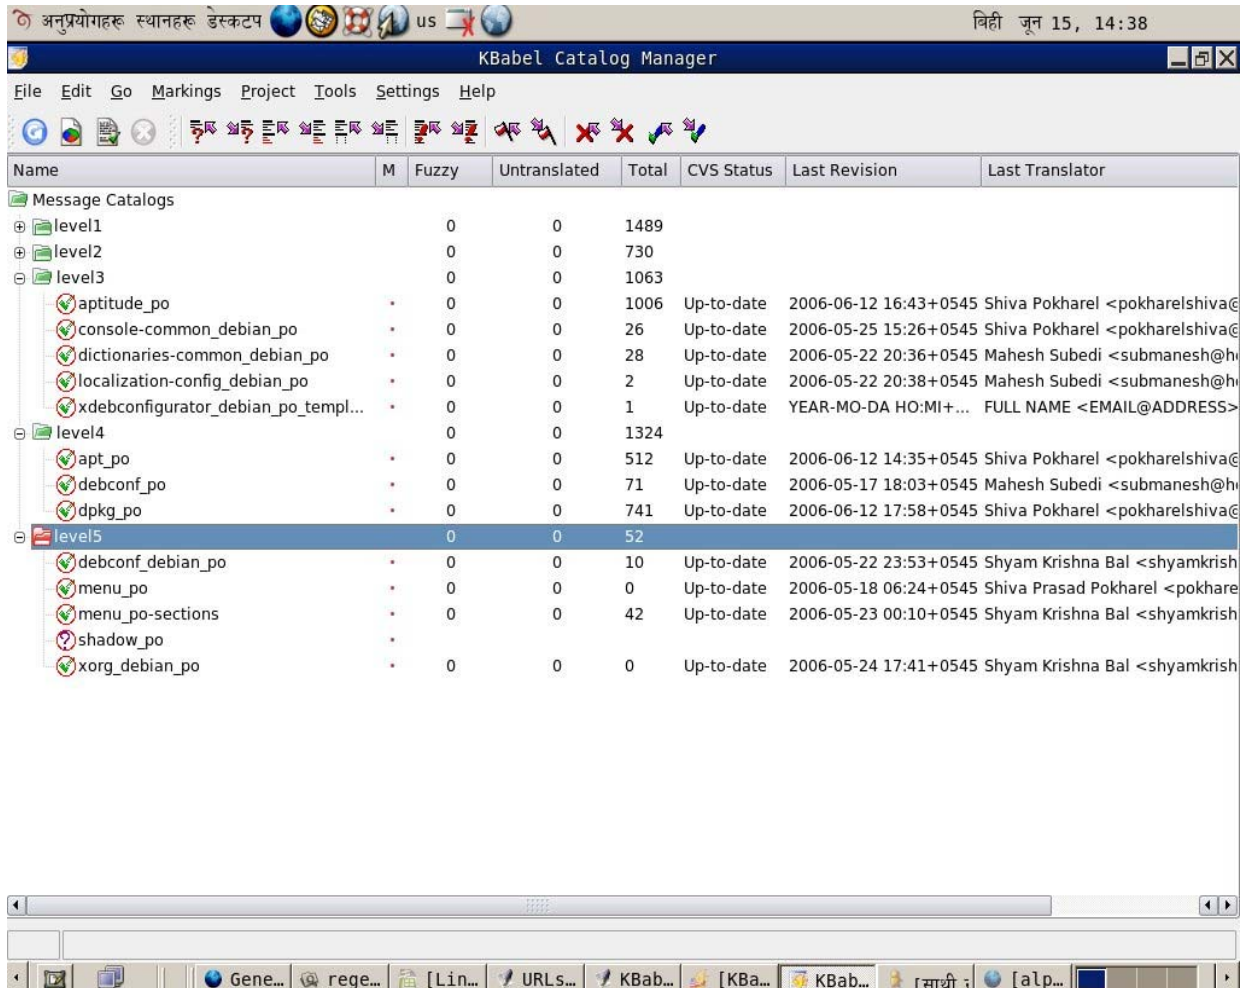 अनुप्रयोगहरू स्थानहरू डेस्कटप us बिही जून 15, 14:38
KBabel Catalog Manager
File Edit Go Markings Project Tools Settings Help
Name M Fuzzy Untranslated Total CVS Status Last Revision Last Translator
Message Catalogs
level1 0 0 1489
level2 0 0 730
level3 0 0 1063
aptitude_po 0 0 1006 Up-to-date 2006-06-12 16:43+0545 Shiva Pokharel <pokharelshiva@
console-common_debian_po 0 0 26 Up-to-date 2006-05-25 15:26+0545 Shiva Pokharel <pokharelshiva@
dictionaries-common_debian_po 0 0 28 Up-to-date 2006-05-22 20:36+0545 Mahesh Subedi <submanesh@h
localization-config_debian_po 0 0 2 Up-to-date 2006-05-22 20:38+0545 Mahesh Subedi <submanesh@h
xdebconfigurator_debian_po_templ... 0 0 1 Up-to-date YEAR-MO-DA HO:MI+... FULL NAME <EMAIL@ADDRESS>
level4 0 0 1324
apt_po 0 0 512 Up-to-date 2006-06-12 14:35+0545 Shiva Pokharel <pokharelshiva@
debconf_po 0 0 71 Up-to-date 2006-05-17 18:03+0545 Mahesh Subedi <submanesh@h
dpkg_po 0 0 741 Up-to-date 2006-06-12 17:58+0545 Shiva Pokharel <pokharelshiva@
level5 0 0 52
debconf_debian_po 0 0 10 Up-to-date 2006-05-22 23:53+0545 Shyam Krishna Bal <shyamkrish
menu_po 0 0 0 Up-to-date 2006-05-18 06:24+0545 Shiva Prasad Pokharel <pokhare
menu_po-sections 0 0 42 Up-to-date 2006-05-23 00:10+0545 Shyam Krishna Bal <shyamkrish
shadow_po
xorg_debian_po 0 0 0 Up-to-date 2006-05-24 17:41+0545 Shyam Krishna Bal <shyamkrish
Gene... rege... [Lin... URLs... KBab... [KBa... KBab... [साथी [alp...